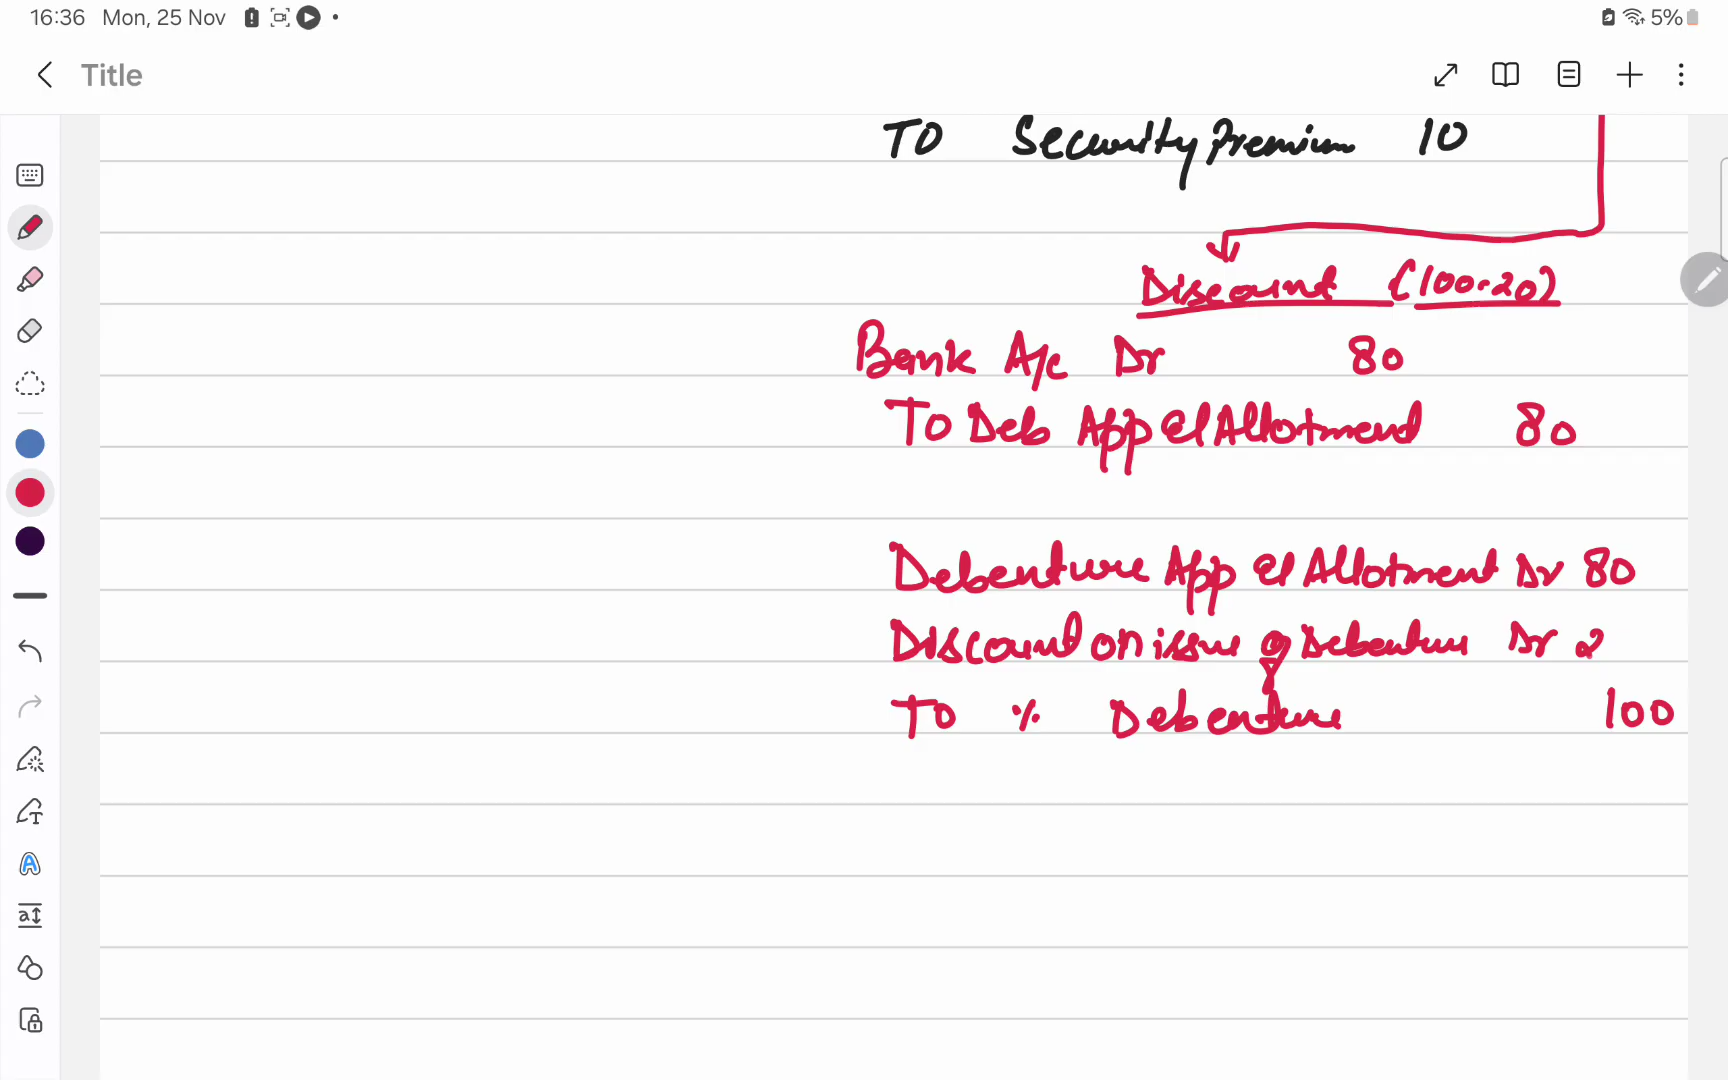 16:36 Mon, 25 Nov 5%
Title
TO Security Premium 10
Discount (100-20)
Bank A/c Dr 80
To Deb App & Allotment 80
Debenture App & Allotment Dr 80
Discount on issue of Debenture Dr 2
TO % Debenture 100